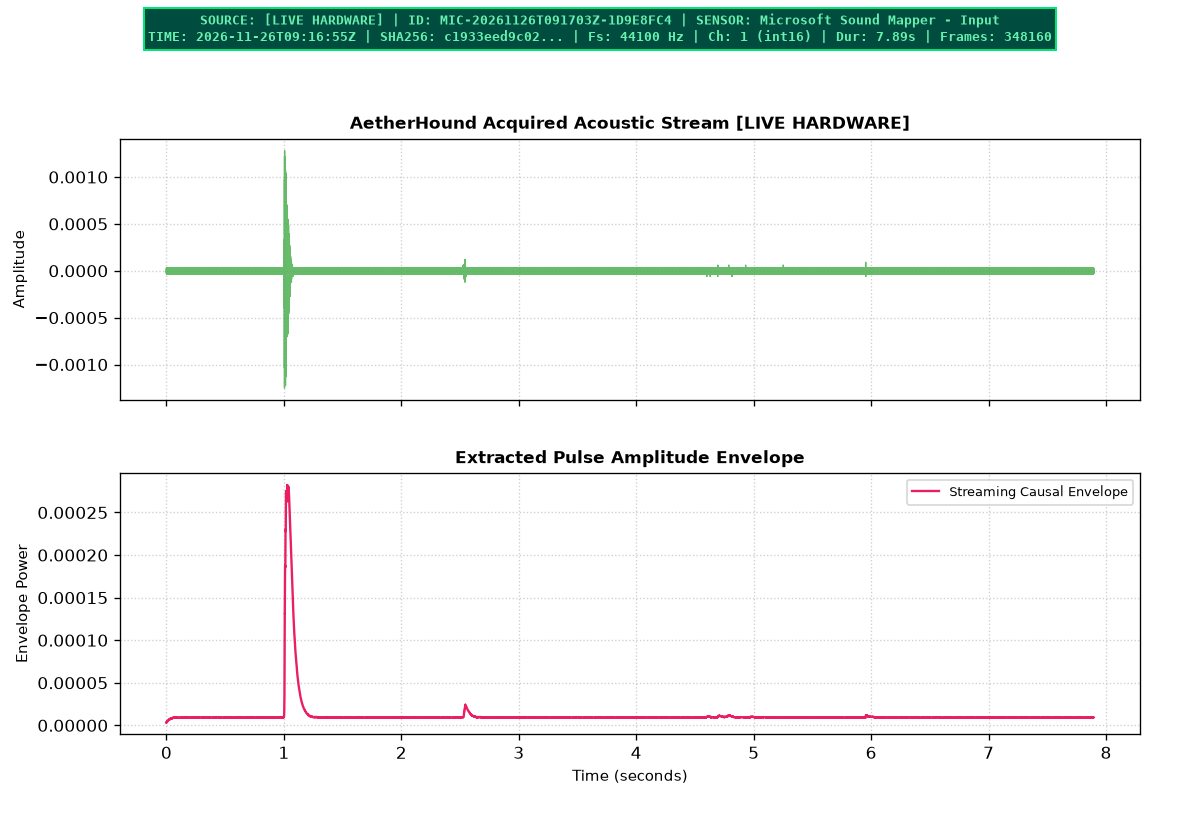 SOURCE: [LIVE HARDWARE] | ID: MIC-20261126T091703Z-1D9E8FC4 | SENSOR: Microsoft Sound Mapper - Input
TIME: 2026-11-26T09:16:55Z | SHA256: c1933eed9c02... | Fs: 44100 Hz | Ch: 1 (int16) | Dur: 7.89s | Frames: 348160
AetherHound Acquired Acoustic Stream [LIVE HARDWARE]
0.0010
0.0005
0.0000
−0.0005
−0.0010
Amplitude
Extracted Pulse Amplitude Envelope
Streaming Causal Envelope
0.00025
0.00020
0.00015
0.00010
0.00005
0.00000
Envelope Power
0 1 2 3 4 5 6 7 8
Time (seconds)